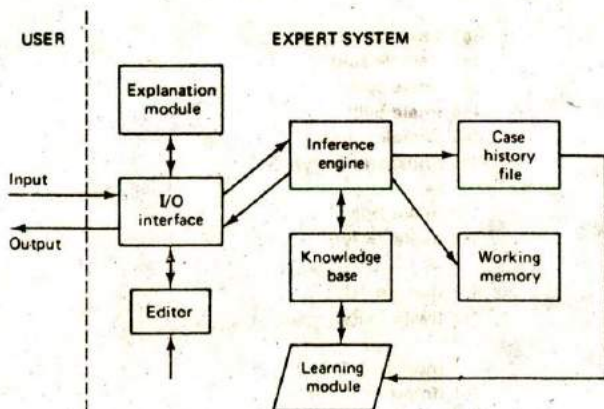 USER
EXPERT SYSTEM
Explanation
module
Inference
engine
Case
history
file
Input
I/O
interface
Output
Knowledge
base
Working
memory
Editor
Learning
module